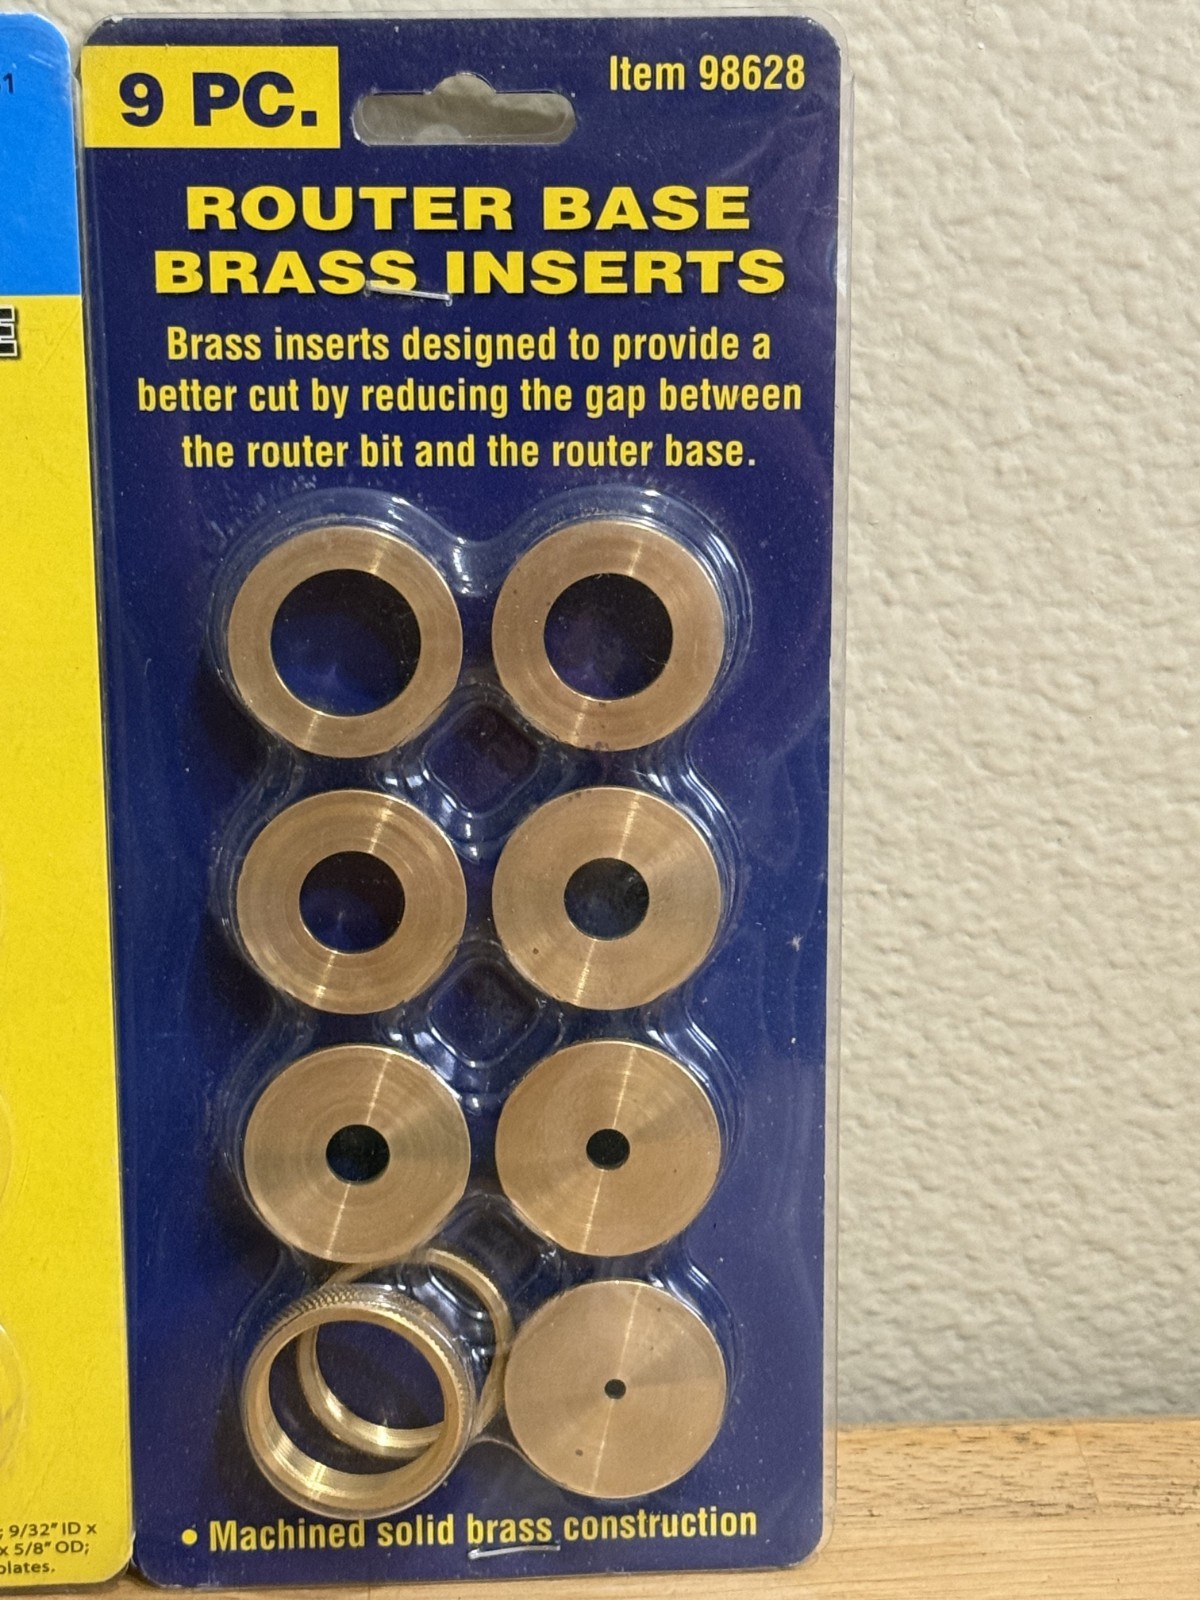 9 PC.
Item 98628
ROUTER BASE
BRASS INSERTS
Brass inserts designed to provide a
better cut by reducing the gap between
the router bit and the router base.
• Machined solid brass construction
9/32" ID x
x 5/8" OD;